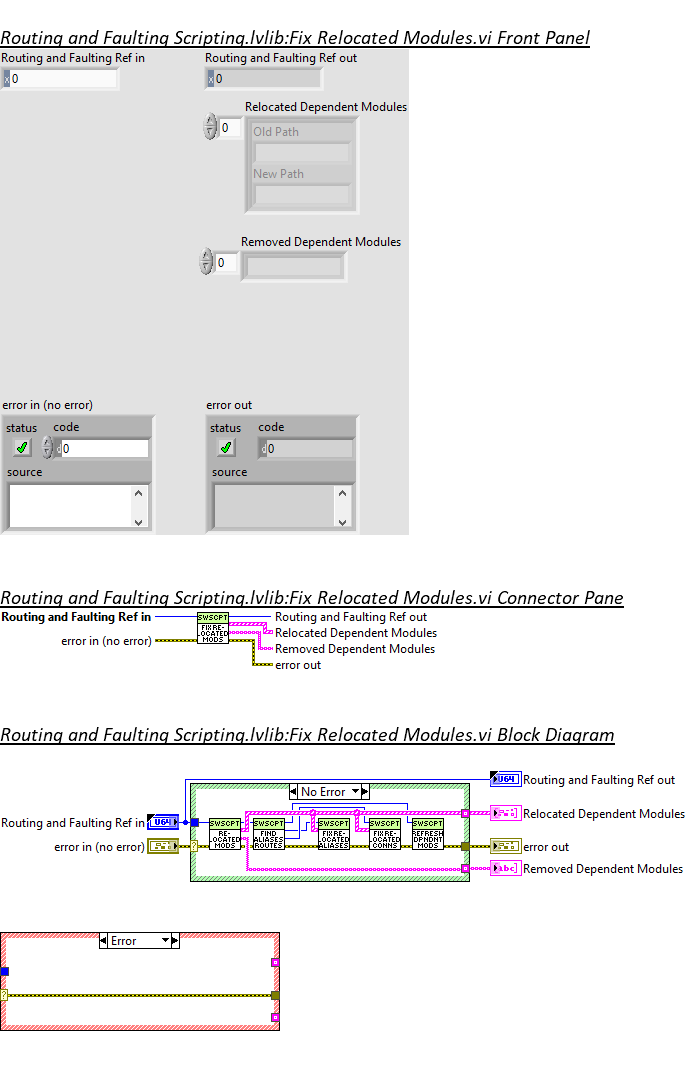 Routing and Faulting Scripting.lvlib:Fix Relocated Modules.vi Front Panel
Routing and Faulting Ref in
Routing and Faulting Ref out
x 0
x 0
Relocated Dependent Modules
0
Old Path
New Path
Removed Dependent Modules
0
error in (no error)
error out
status code
status code
d 0
d 0
source
source
Routing and Faulting Scripting.lvlib:Fix Relocated Modules.vi Connector Pane
Routing and Faulting Ref in
SWSCPT
FIX RE-
LOCATED
MODS
Routing and Faulting Ref out
Relocated Dependent Modules
error in (no error)
Removed Dependent Modules
error out
Routing and Faulting Scripting.lvlib:Fix Relocated Modules.vi Block Diagram
U64
Routing and Faulting Ref out
No Error
Relocated Dependent Modules
Routing and Faulting Ref in
U64
SWSCPT
RE-
LOCATED
MODS
SWSCPT
FIND
ALIASES
ROUTES
SWSCPT
FIX RE-
LOCATED
ALIASES
SWSCPT
FIX RE-
LOCATED
CONNS
SWSCPT
REFRESH
DPNDNT
MODS
error in (no error)
?
error out
abc
Removed Dependent Modules
Error
?